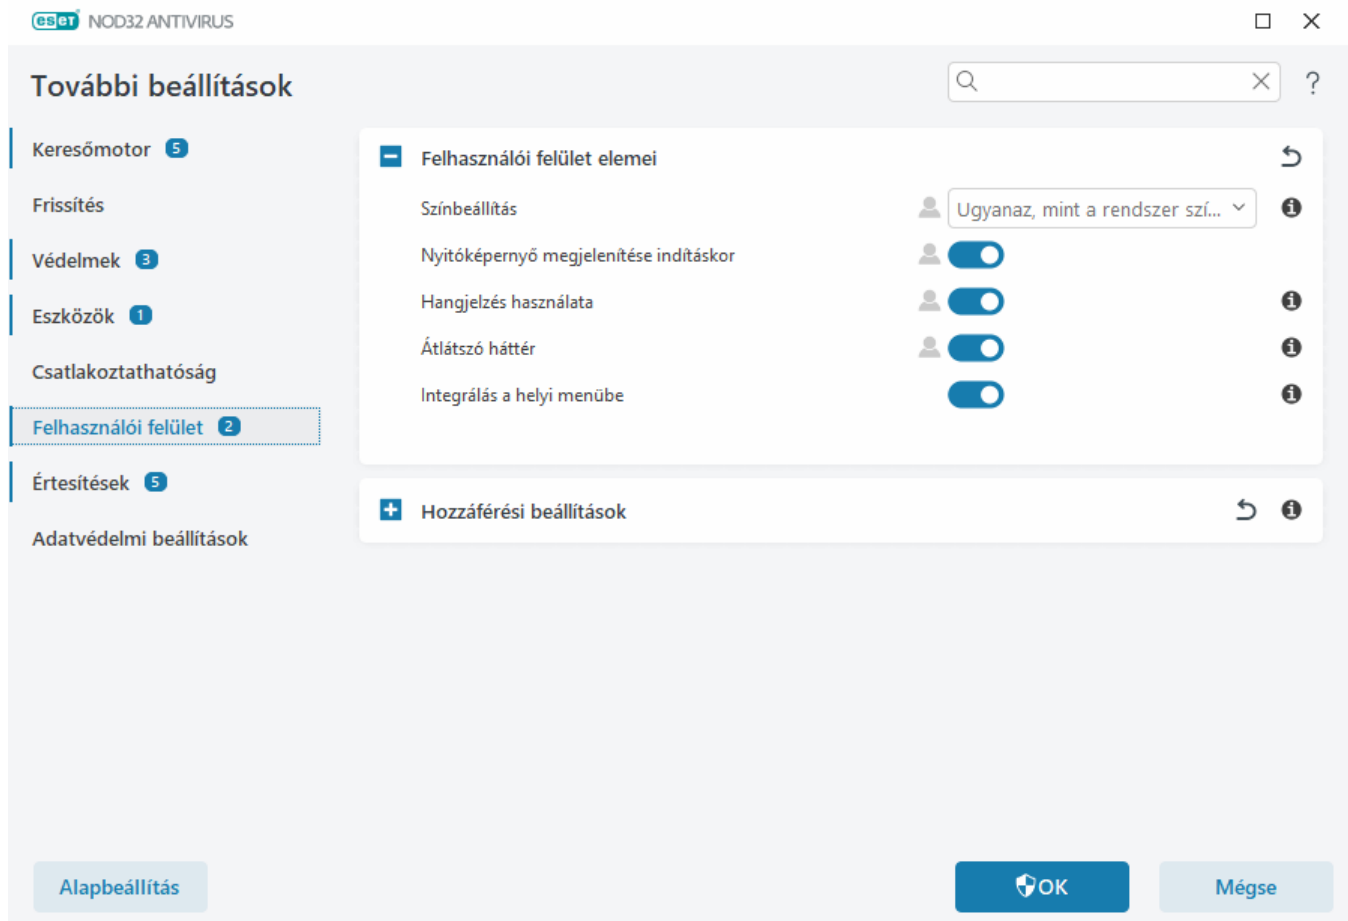 eseT NOD32 ANTIVIRUS
További beállítások
?
Keresőmotor 5
Frissítés
Védelmek 3
Eszközök 1
Csatlakoztathatóság
Felhasználói felület 2
Értesítések 5
Adatvédelmi beállítások
Felhasználói felület elemei
Színbeállítás
Ugyanaz, mint a rendszer szí...
Nyitóképernyő megjelenítése indításkor
Hangjelzés használata
Átlátszó háttér
Integrálás a helyi menübe
Hozzáférési beállítások
Alapbeállítás
OK
Mégse